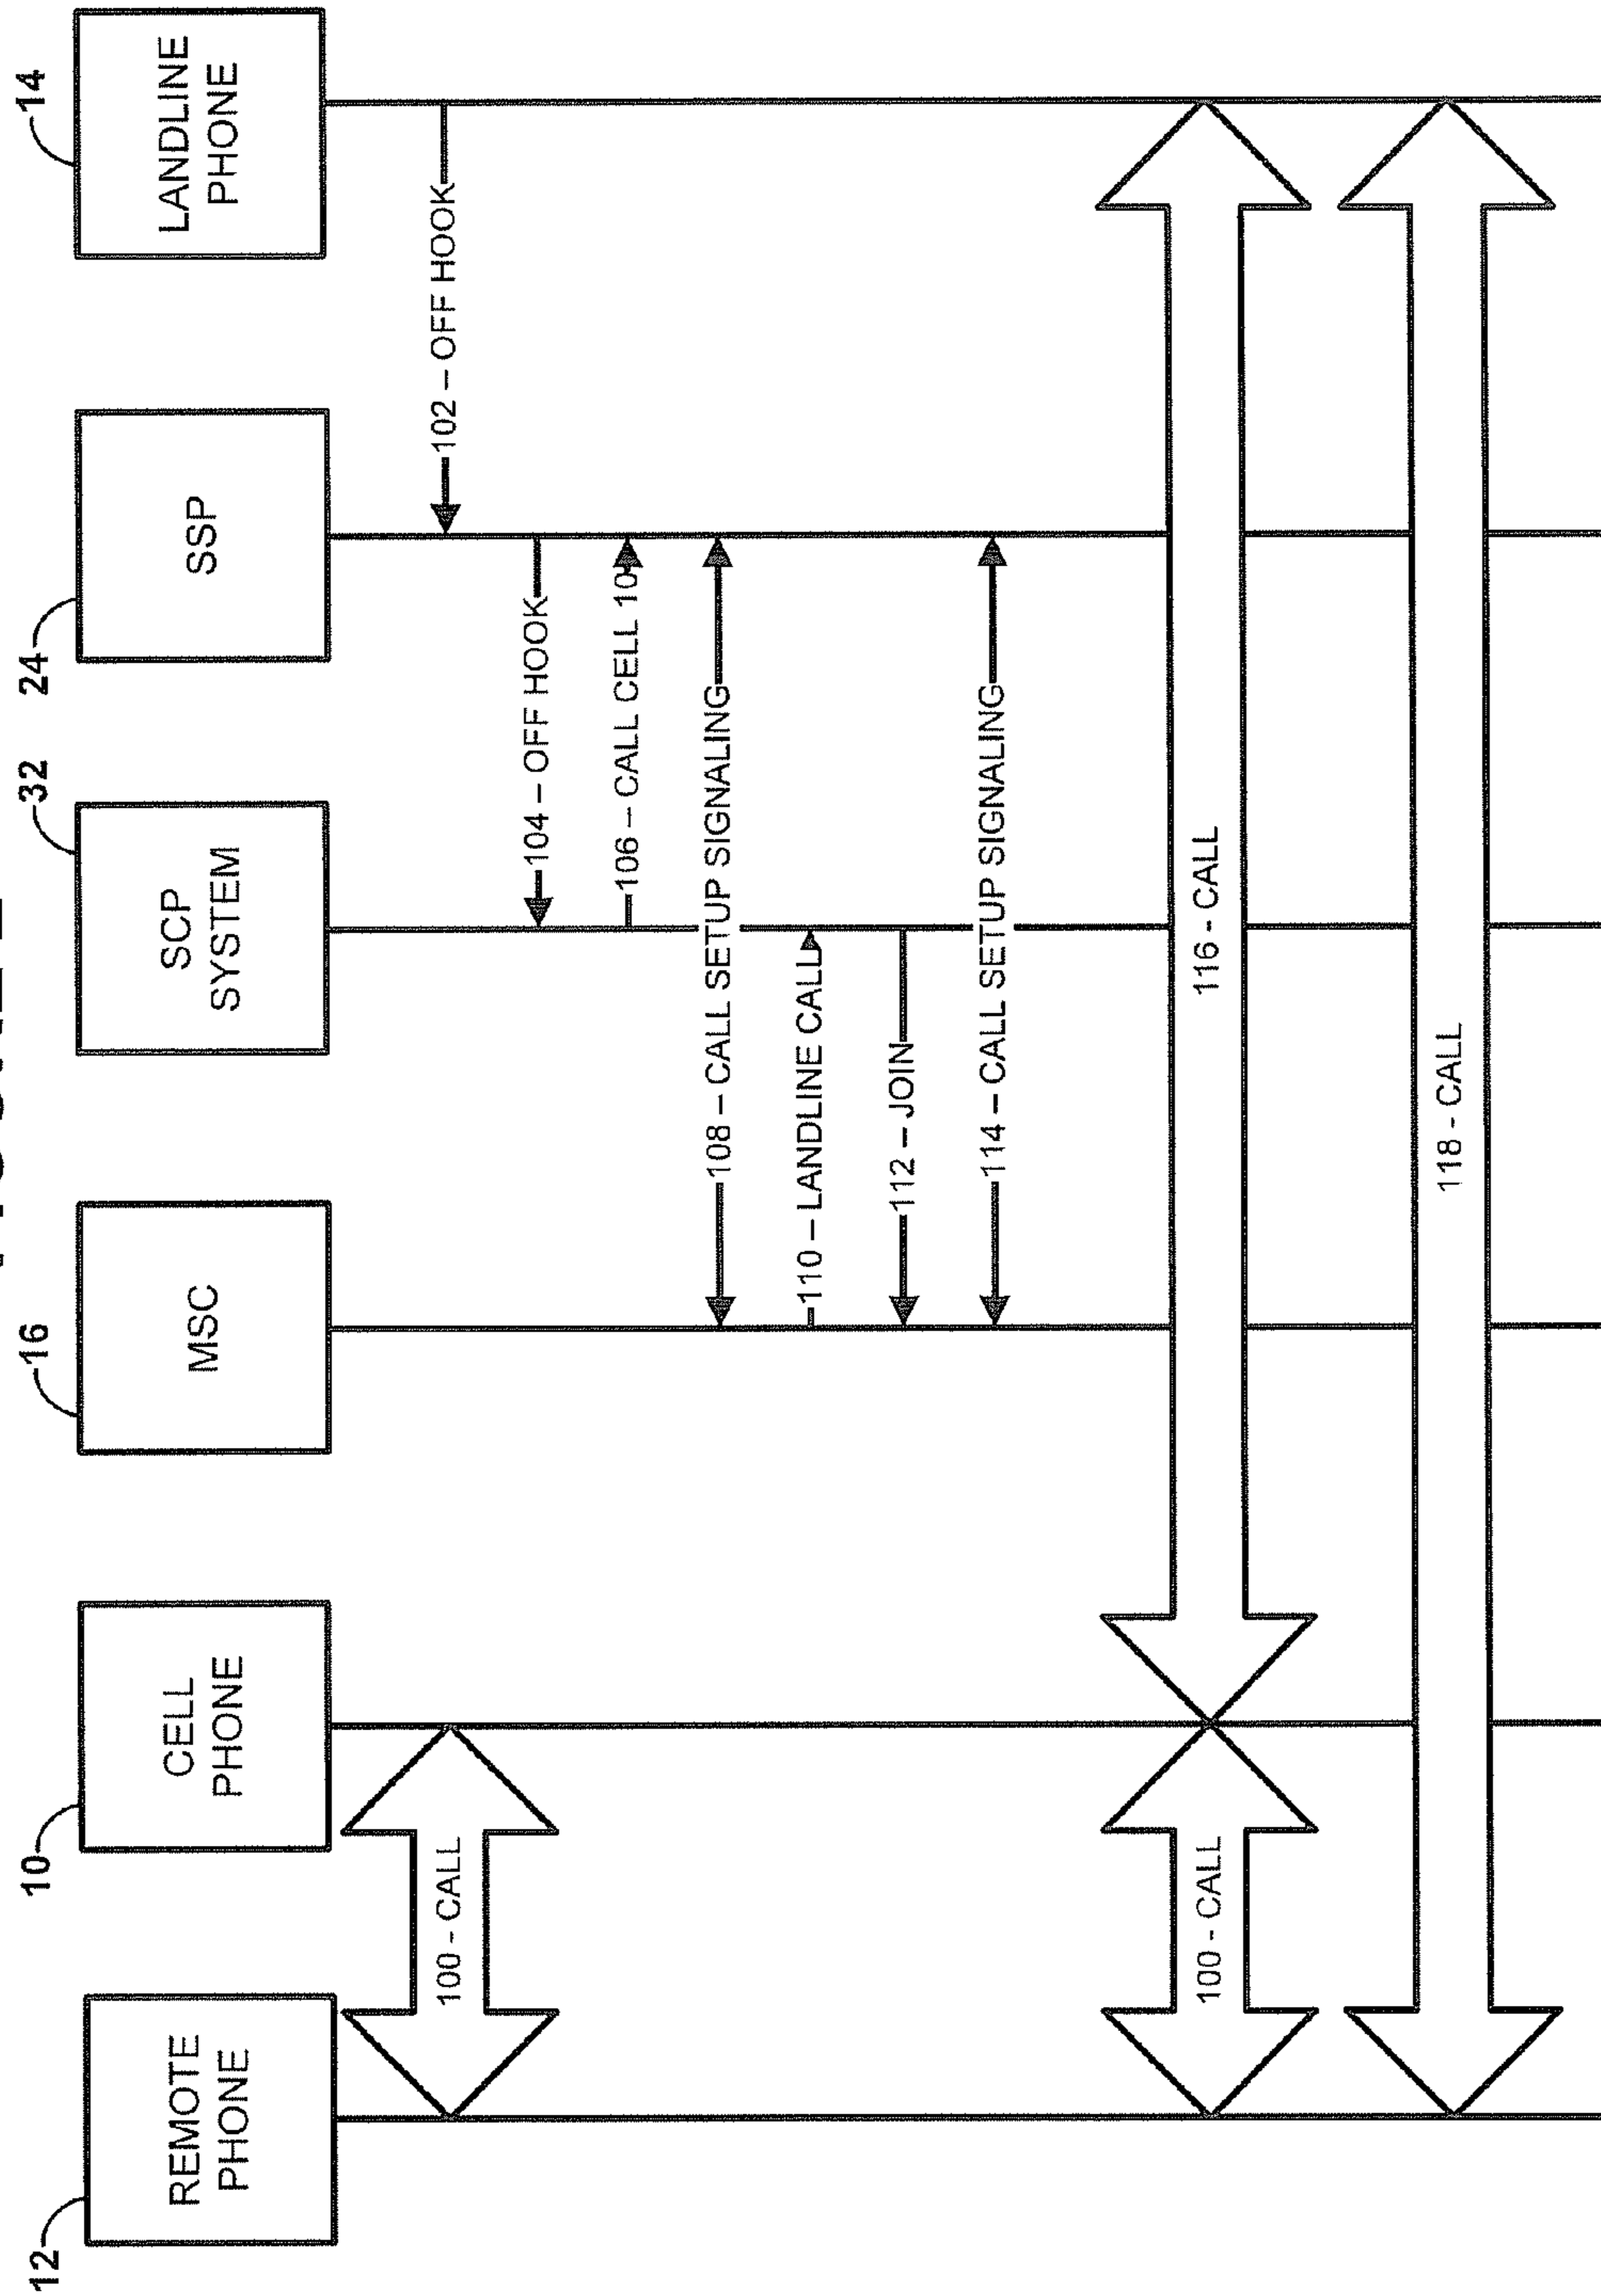 12
REMOTE
PHONE
10
CELL
PHONE
16
MSC
32
SCP
SYSTEM
24
SSP
14
LANDLINE
PHONE
100 - CALL
102 – OFF HOOK
104 – OFF HOOK
106 – CALL CELL 10
108 – CALL SETUP SIGNALING
110 – LANDLINE CALL
112 – JOIN
114 – CALL SETUP SIGNALING
100 - CALL
116 - CALL
118 - CALL